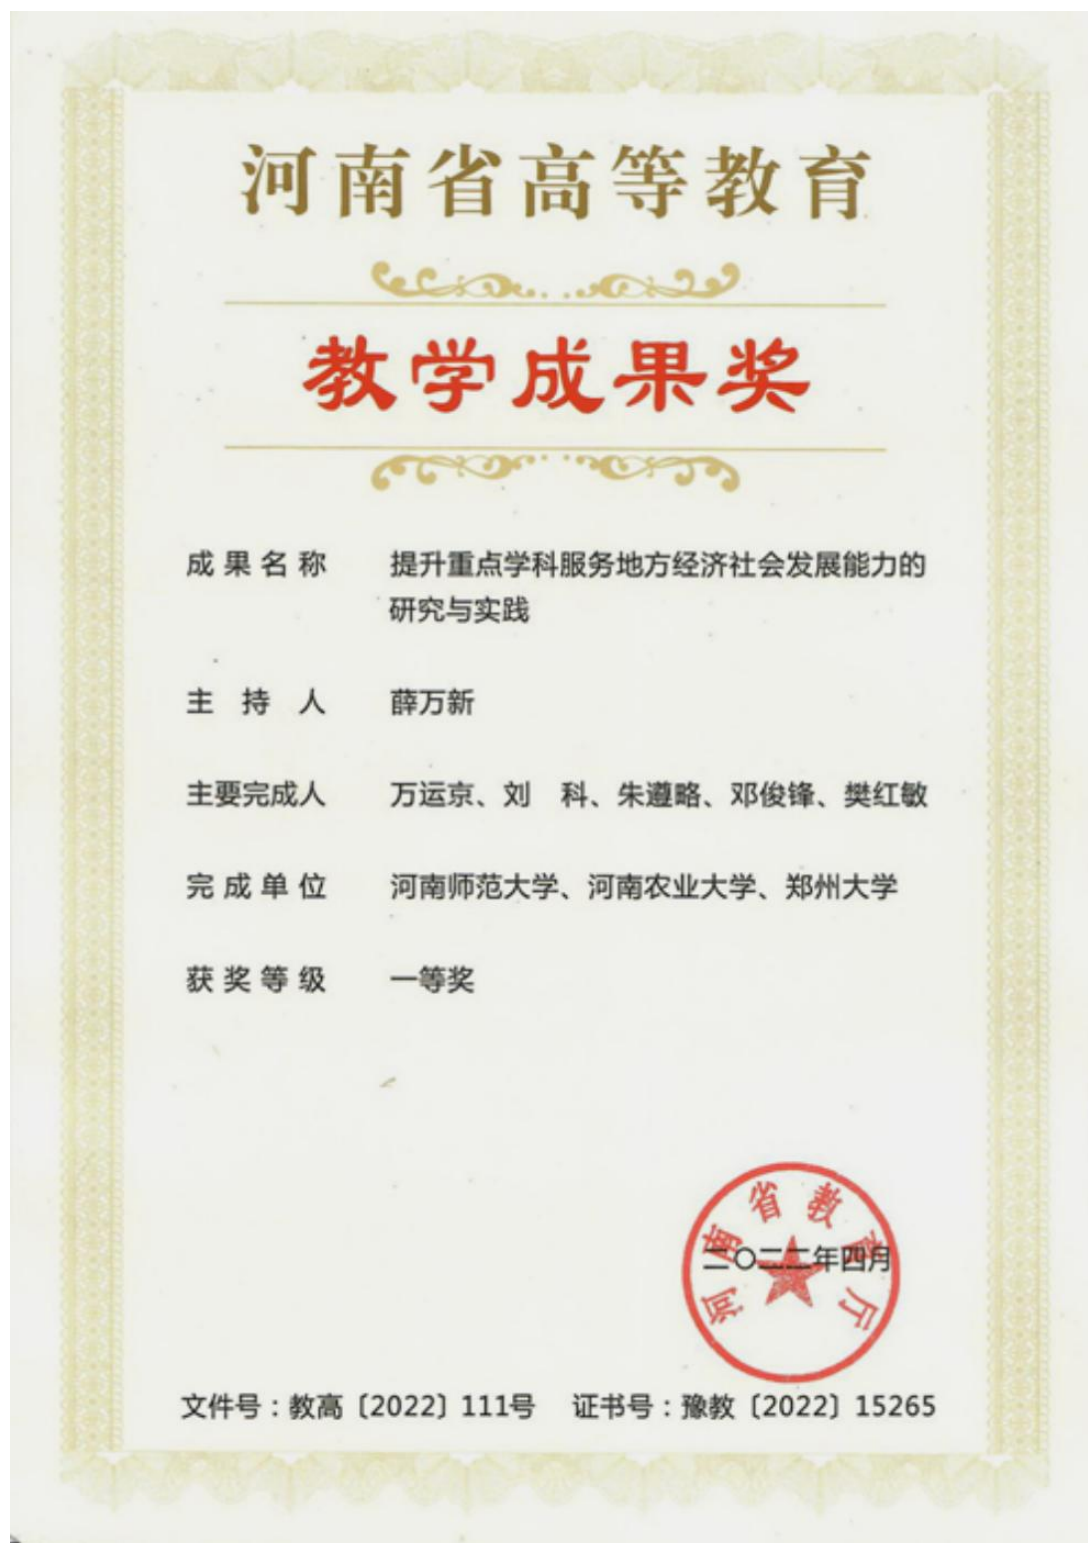 河南省高等教育
教学成果奖
成果名称 提升重点学科服务地方经济社会发展能力的
研究与实践
主持人 薛万新
主要完成人 万运京、刘 科、朱遵略、邓俊锋、樊红敏
完成单位 河南师范大学、河南农业大学、郑州大学
获奖等级 一等奖
河南省教育厅
二〇二二年四月
文件号:教高〔2022〕111号 证书号:豫教〔2022〕15265